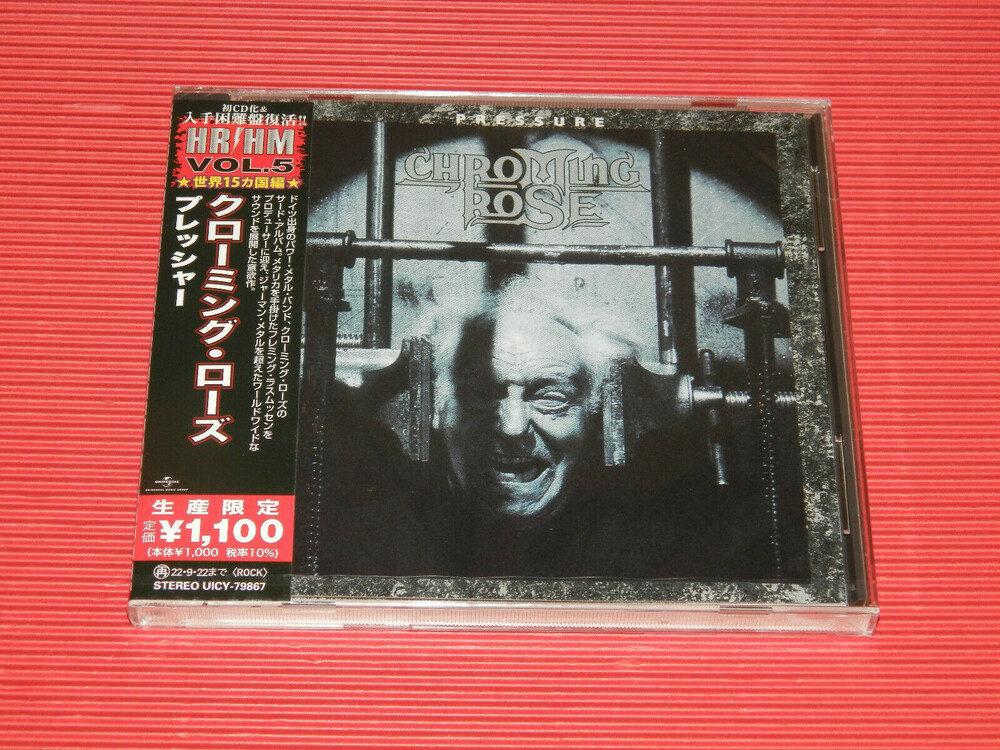 初CD化&
入手困難盤復活!!
HR/HM
VOL.5
★世界15カ国編★
クローミング・ローズ
プレッシャー
ドイツ出身のパワー・メタル・バンド、クローミング・ローズの
サード・アルバム。メタリカを手掛けたフレミング・ラスムッセンを
プロデューサーに迎え、ジャーマン・メタルを超えたワールドワイドな
サウンドを展開した意欲作。
UNIVERSAL
UNIVERSAL MUSIC GROUP
生産限定
定価 ¥1,100
(本体¥1,000 税率10%)
再 22・9・22まで 〈ROCK〉
STEREO UICY-79867
PRESSURE
CHROMING
ROSE